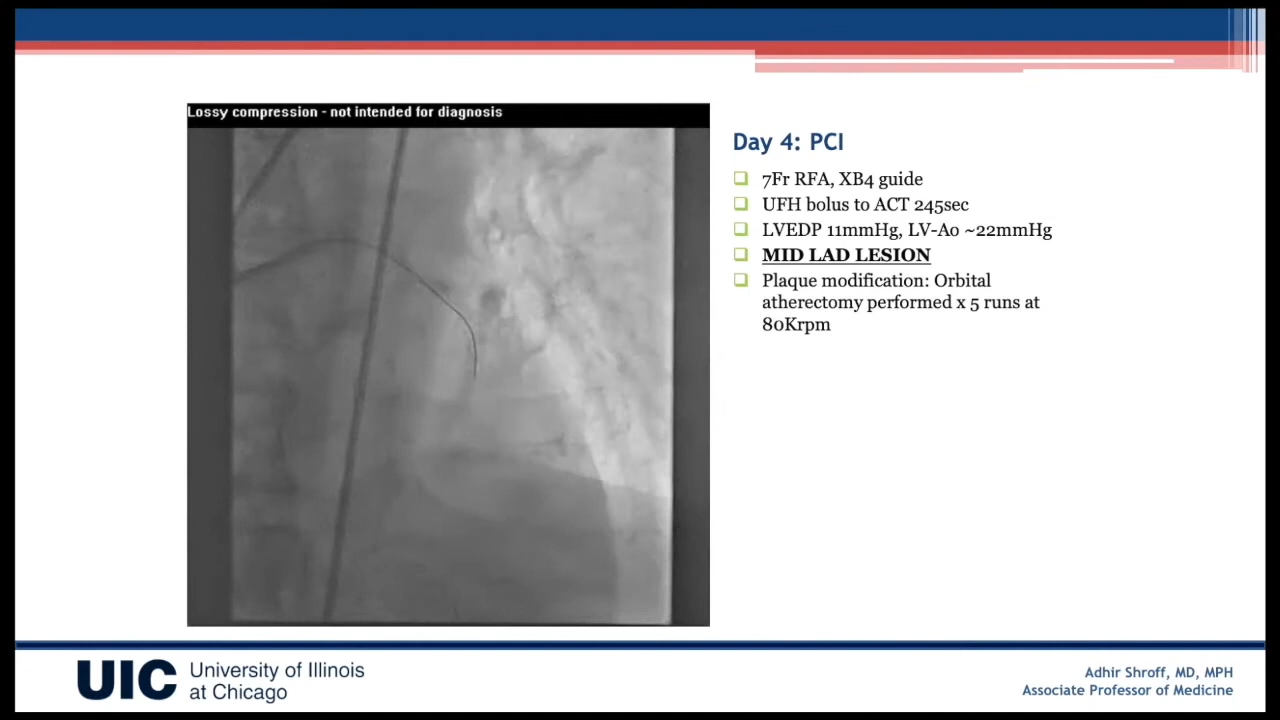 Lossy compression - not intended for diagnosis
Day 4: PCI
7Fr RFA, XB4 guide
UFH bolus to ACT 245sec
LVEDP 11mmHg, LV-Ao ~22mmHg
MID LAD LESION
Plaque modification: Orbital
atherectomy performed x 5 runs at
80Krpm
UIC University of Illinois
at Chicago
Adhir Shroff, MD, MPH
Associate Professor of Medicine